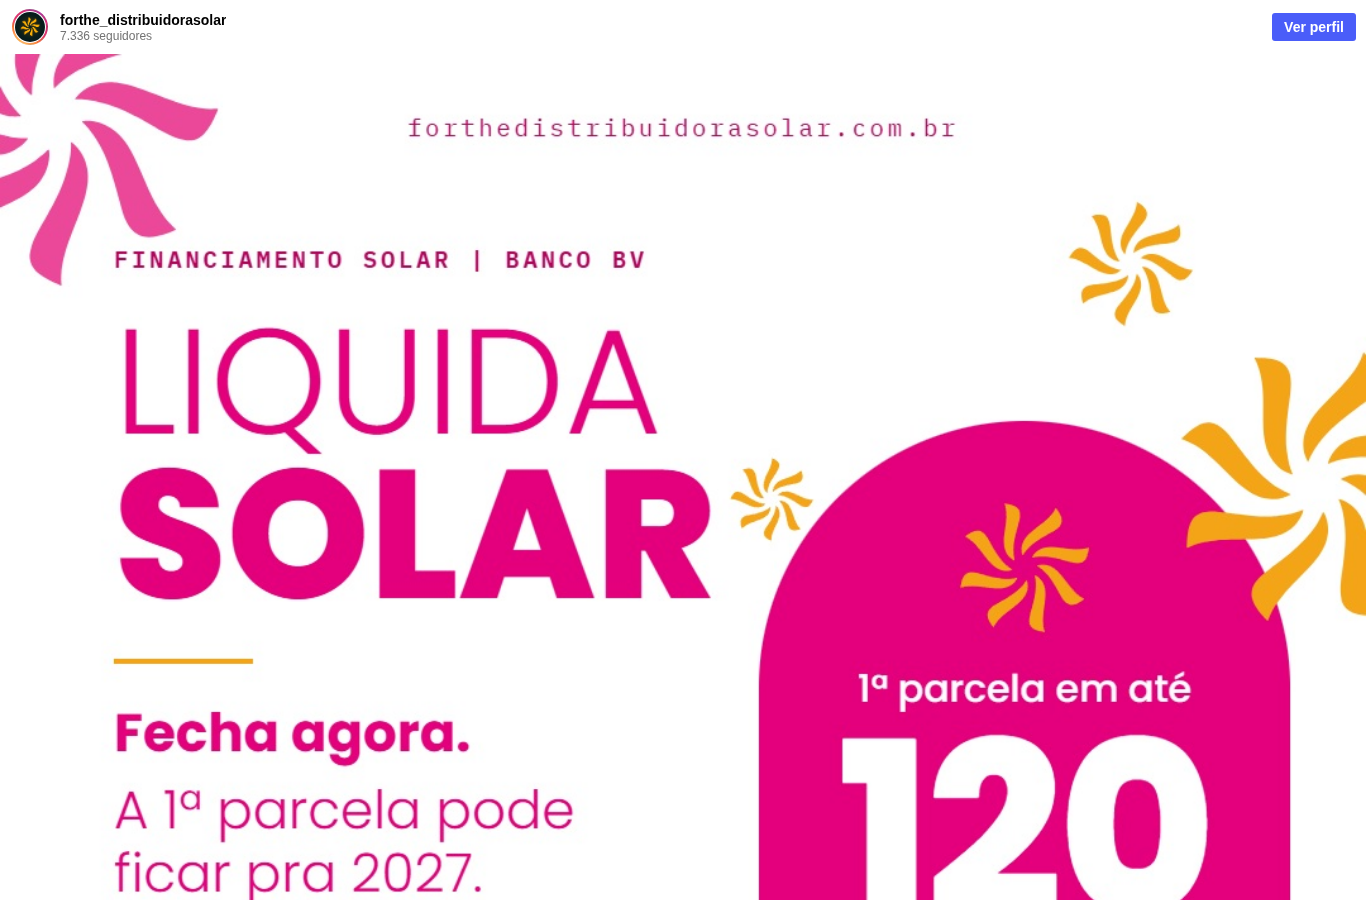 forthe_distribuidorasolar
7.336 seguidores
Ver perfil
forthedistribuidorasolar.com.br
FINANCIAMENTO SOLAR | BANCO BV
LIQUIDA
SOLAR
Fecha agora.
A 1ª parcela pode
ficar pra 2027.
1ª parcela em até
120